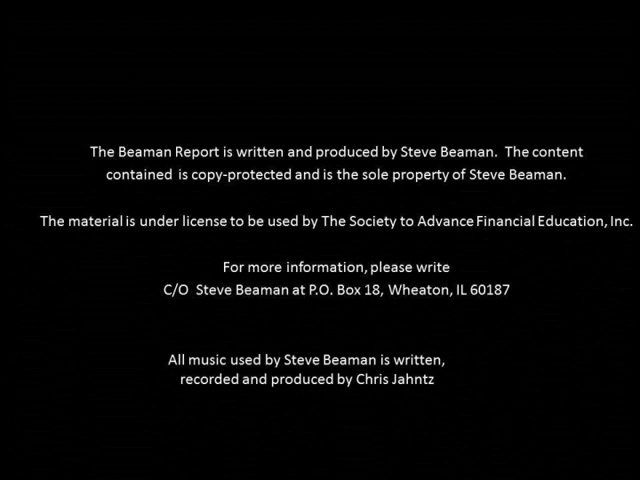 The Beaman Report is written and produced by Steve Beaman.  The content
contained is copy-protected and is the sole property of Steve Beaman.
The material is under license to be used by The Society to Advance Financial Education, Inc.
For more information, please write
C/O  Steve Beaman at P.O. Box 18, Wheaton, IL 60187
All music used by Steve Beaman is written,
recorded and produced by Chris Jahntz